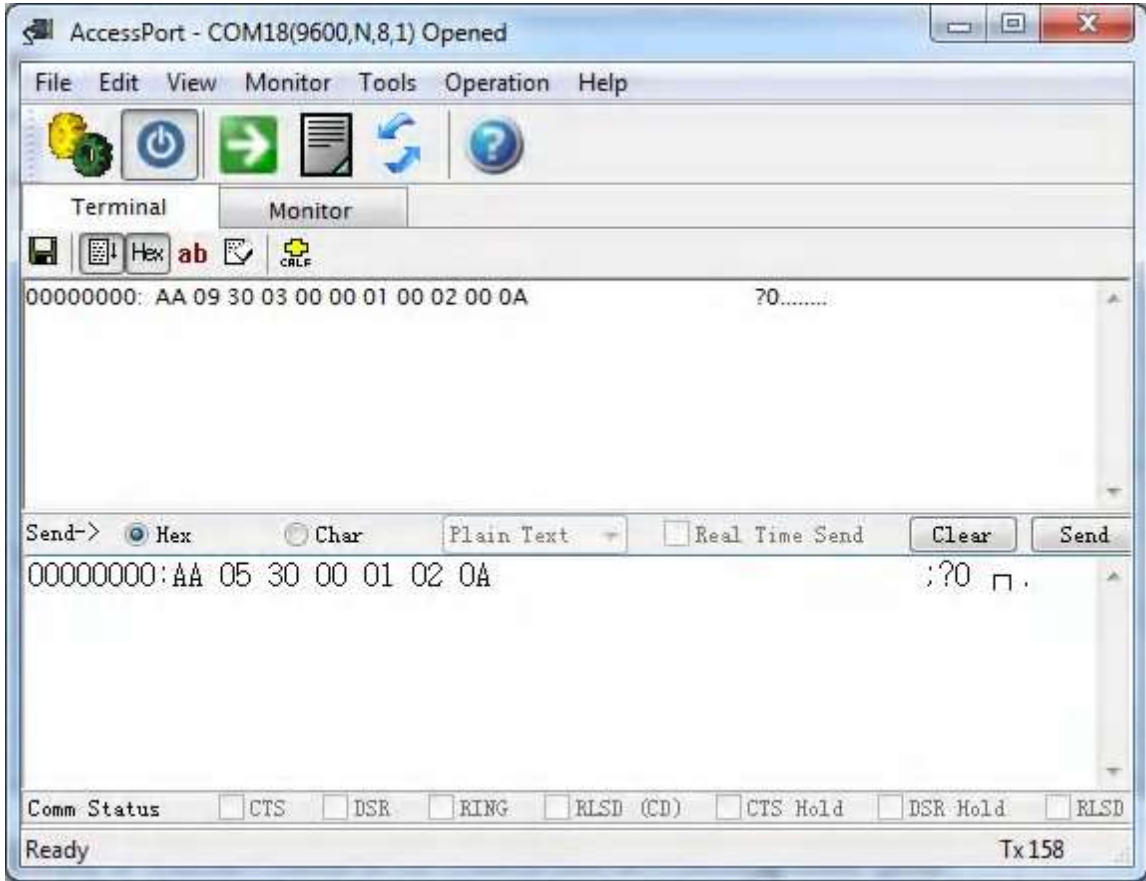 AccessPort - COM18(9600,N,8,1) Opened
File Edit View Monitor Tools Operation Help
Terminal Monitor
Hex ab CRLF
00000000: AA 09 30 03 00 00 01 00 02 00 0A ?0........
Send-> Hex Char Plain Text Real Time Send Clear Send
00000000:AA 05 30 00 01 02 0A ;?0 ┌┐.
Comm Status CTS DSR RING RLSD (CD) CTS Hold DSR Hold RLSD
Ready Tx 158